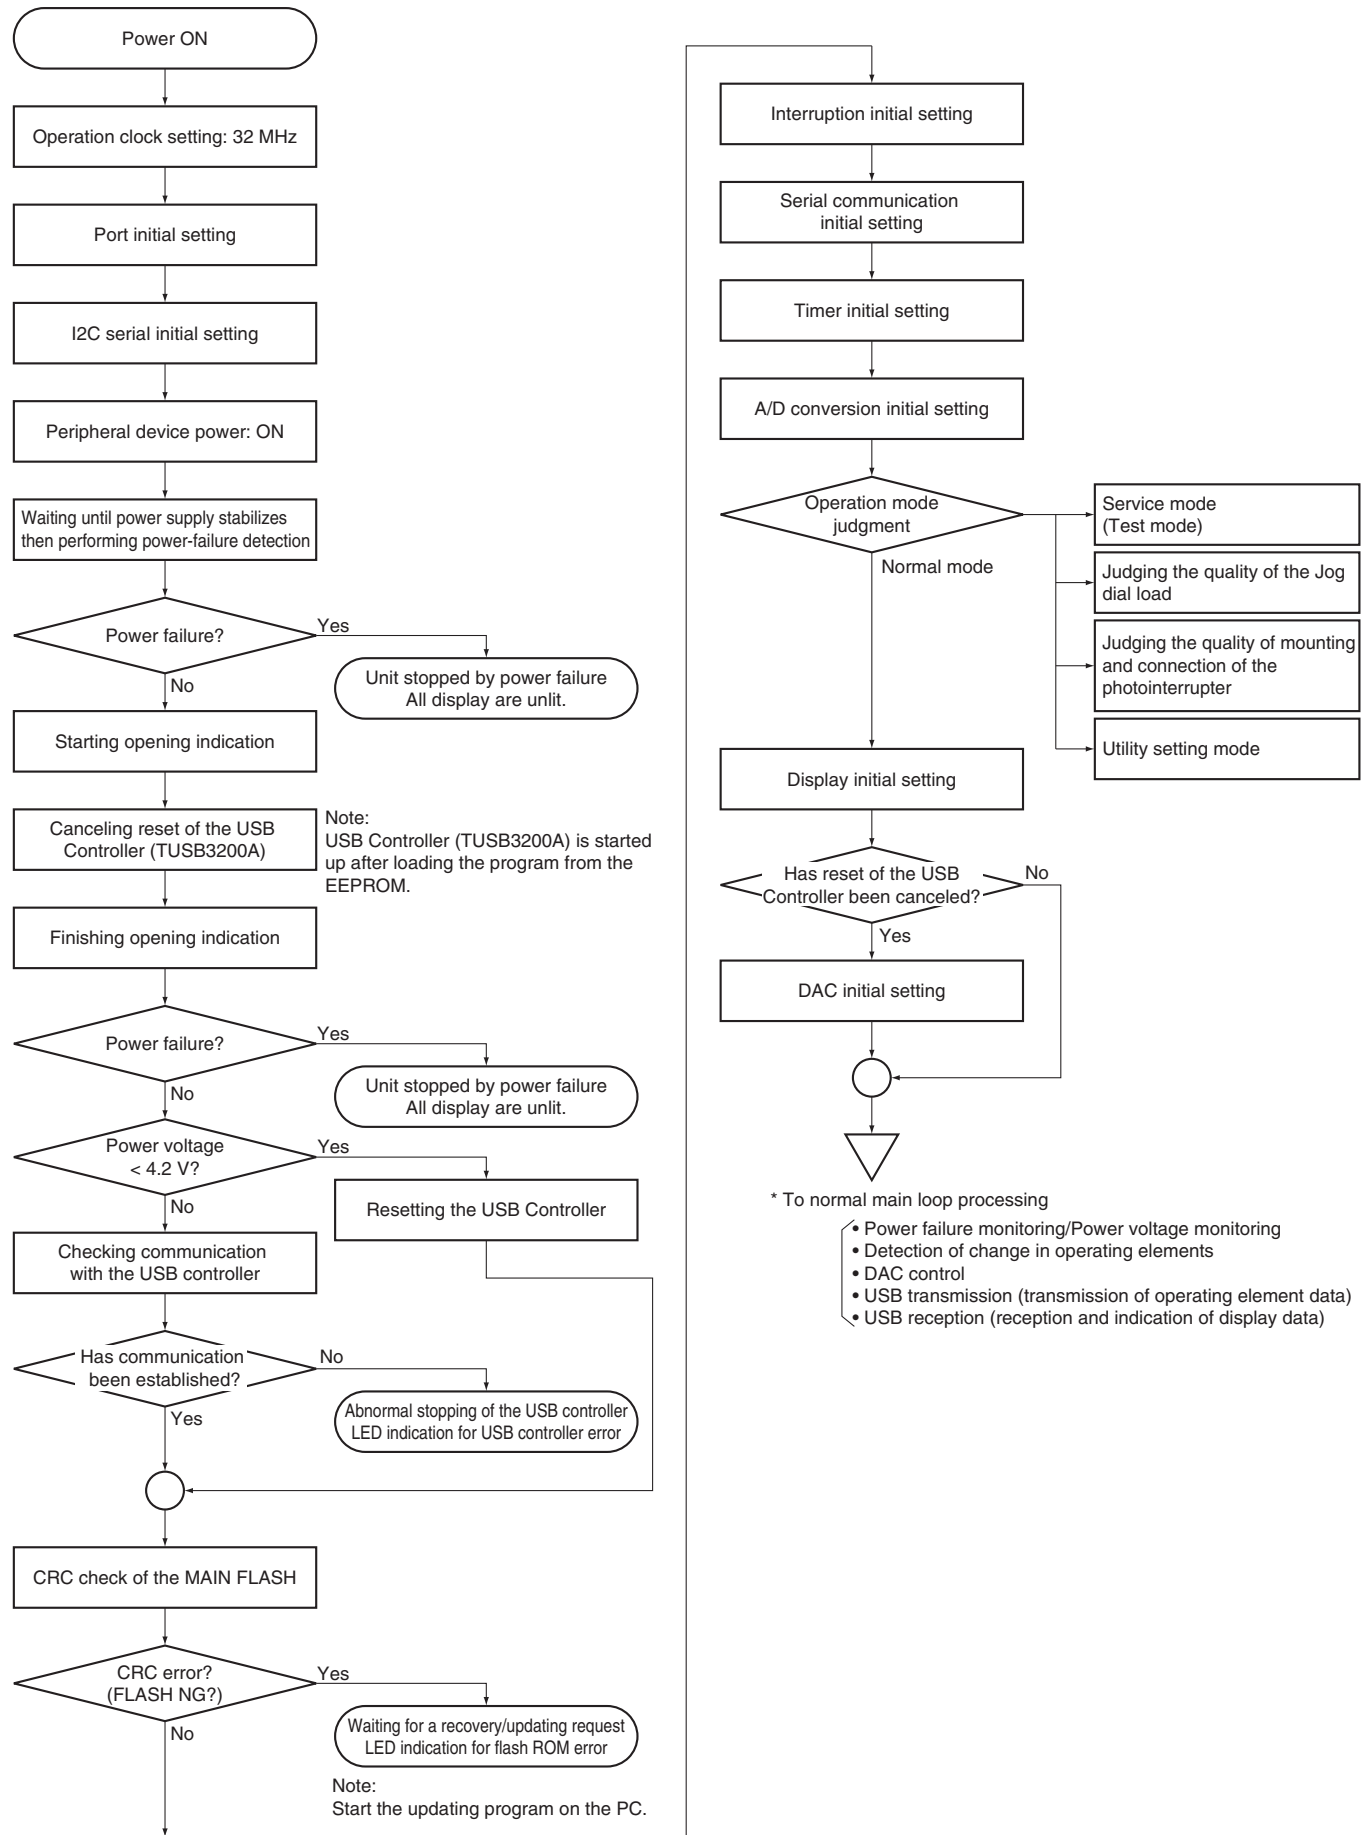 Power ON
Operation clock setting: 32 MHz
Port initial setting
I2C serial initial setting
Peripheral device power: ON
Waiting until power supply stabilizes
then performing power-failure detection
Power failure?
Yes
Unit stopped by power failure
All display are unlit.
No
Starting opening indication
Canceling reset of the USB
Controller (TUSB3200A)
Note:
USB Controller (TUSB3200A) is started
up after loading the program from the
EEPROM.
Finishing opening indication
Power failure?
Yes
Unit stopped by power failure
All display are unlit.
No
Power voltage
< 4.2 V?
Yes
Resetting the USB Controller
No
Checking communication
with the USB controller
Has communication
been established?
No
Abnormal stopping of the USB controller
LED indication for USB controller error
Yes
CRC check of the MAIN FLASH
CRC error?
(FLASH NG?)
Yes
Waiting for a recovery/updating request
LED indication for flash ROM error
No
Note:
Start the updating program on the PC.
Interruption initial setting
Serial communication
initial setting
Timer initial setting
A/D conversion initial setting
Operation mode
judgment
Service mode
(Test mode)
Judging the quality of the Jog
dial load
Judging the quality of mounting
and connection of the
photointerrupter
Utility setting mode
Normal mode
Display initial setting
Has reset of the USB
Controller been canceled?
No
Yes
DAC initial setting
* To normal main loop processing
• Power failure monitoring/Power voltage monitoring
• Detection of change in operating elements
• DAC control
• USB transmission (transmission of operating element data)
• USB reception (reception and indication of display data)